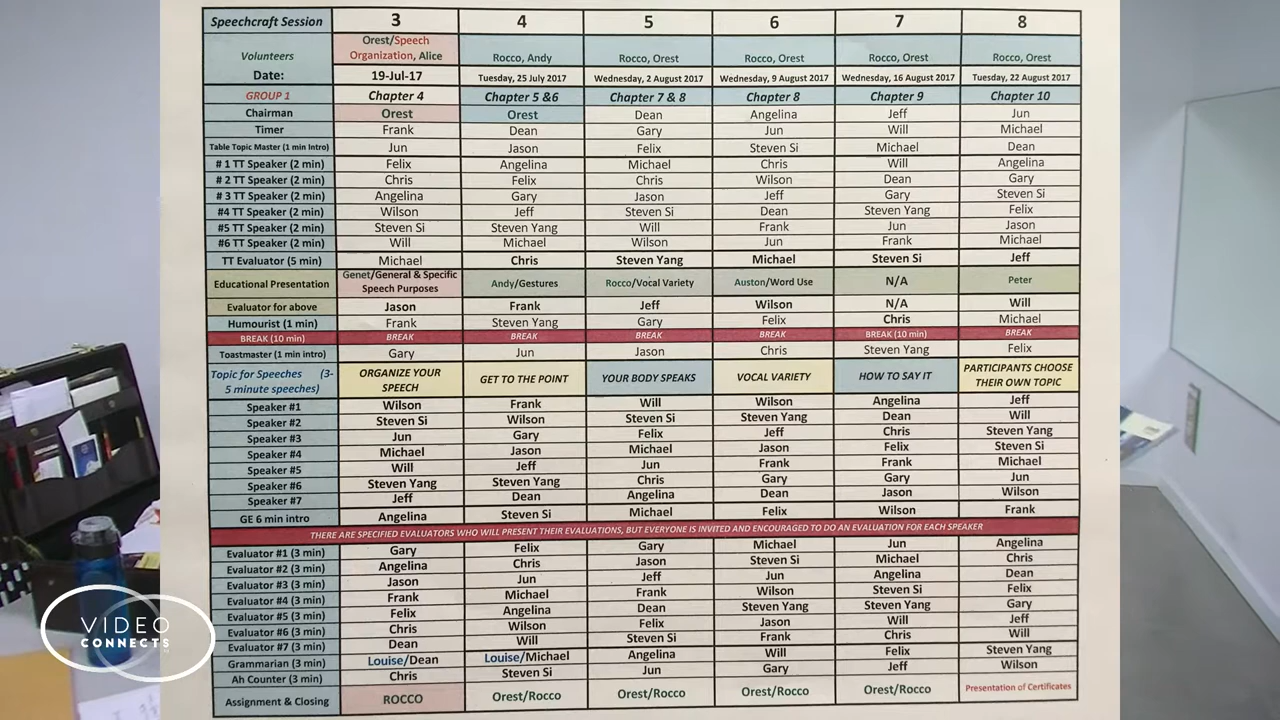 Speechcraft Session 3 4 5 6 7 8
Volunteers Orest/Speech Organization, Alice Rocco, Andy Rocco, Orest Rocco, Orest Rocco, Orest Rocco, Orest
Date: 19-Jul-17 Tuesday, 25 July 2017 Wednesday, 2 August 2017 Wednesday, 9 August 2017 Wednesday, 16 August 2017 Tuesday, 22 August 2017
GROUP 1 Chapter 4 Chapter 5 &6 Chapter 7 & 8 Chapter 8 Chapter 9 Chapter 10
Chairman Orest Orest Dean Angelina Jeff Jun
Timer Frank Dean Gary Jun Will Michael
Table Topic Master (1 min Intro) Jun Jason Felix Steven Si Michael Dean
# 1 TT Speaker (2 min) Felix Angelina Michael Chris Will Angelina
# 2 TT Speaker (2 min) Chris Felix Chris Wilson Dean Gary
# 3 TT Speaker (2 min) Angelina Gary Jason Jeff Gary Steven Si
#4 TT Speaker (2 min) Wilson Jeff Steven Si Dean Steven Yang Felix
#5 TT Speaker (2 min) Steven Si Steven Yang Will Frank Jun Jason
#6 TT Speaker (2 min) Will Michael Wilson Jun Frank Michael
TT Evaluator (5 min) Michael Chris Steven Yang Michael Steven Si Jeff
Educational Presentation Genet/General & Specific Speech Purposes Andy/Gestures Rocco/Vocal Variety Auston/Word Use N/A Peter
Evaluator for above Jason Frank Jeff Wilson N/A Will
Humourist (1 min) Frank Steven Yang Gary Felix Chris Michael
BREAK (10 min) BREAK BREAK BREAK BREAK BREAK (10 min) BREAK
Toastmaster (1 min intro) Gary Jun Jason Chris Steven Yang Felix
Topic for Speeches (3-5 minute speeches) ORGANIZE YOUR SPEECH GET TO THE POINT YOUR BODY SPEAKS VOCAL VARIETY HOW TO SAY IT PARTICIPANTS CHOOSE THEIR OWN TOPIC
Speaker #1 Wilson Frank Will Wilson Angelina Jeff
Speaker #2 Steven Si Wilson Steven Si Steven Yang Dean Will
Speaker #3 Jun Gary Felix Jeff Chris Steven Yang
Speaker #4 Michael Jason Michael Jason Felix Steven Si
Speaker #5 Will Jeff Jun Frank Frank Michael
Speaker #6 Steven Yang Steven Yang Chris Gary Gary Jun
Speaker #7 Jeff Dean Angelina Dean Jason Wilson
GE 6 min intro Angelina Steven Si Michael Felix Wilson Frank
THERE ARE SPECIFIED EVALUATORS WHO WILL PRESENT THEIR EVALUATIONS, BUT EVERYONE IS INVITED AND ENCOURAGED TO DO AN EVALUATION FOR EACH SPEAKER
Evaluator #1 (3 min) Gary Felix Gary Michael Jun Angelina
Evaluator #2 (3 min) Angelina Chris Jason Steven Si Michael Chris
Evaluator #3 (3 min) Jason Jun Jeff Jun Angelina Dean
Evaluator #4 (3 min) Frank Michael Frank Wilson Steven Si Felix
Evaluator #5 (3 min) Felix Angelina Dean Steven Yang Steven Yang Gary
Evaluator #6 (3 min) Chris Wilson Felix Jason Will Jeff
Evaluator #7 (3 min) Dean Will Steven Si Frank Chris Will
Grammarian (3 min) Louise/Dean Louise/Michael Angelina Will Felix Steven Yang
Ah Counter (3 min) Chris Steven Si Jun Gary Jeff Wilson
Assignment & Closing ROCCO Orest/Rocco Orest/Rocco Orest/Rocco Orest/Rocco Presentation of Certificates
VIDEO
CONNECTS